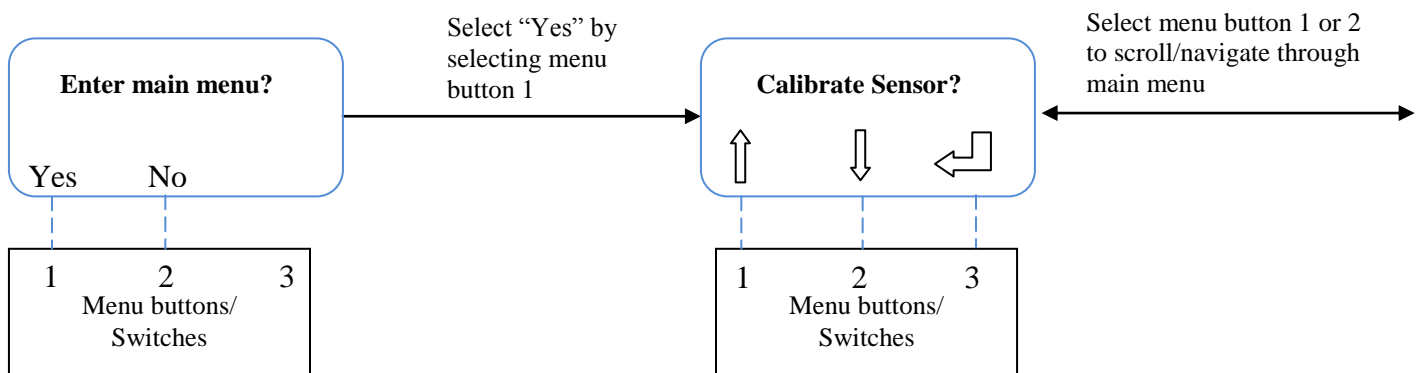 Enter main menu?
Yes No
1 2 3
Menu buttons/
Switches
Select “Yes” by
selecting menu
button 1
Calibrate Sensor?
1 2 3
Menu buttons/
Switches
Select menu button 1 or 2
to scroll/navigate through
main menu